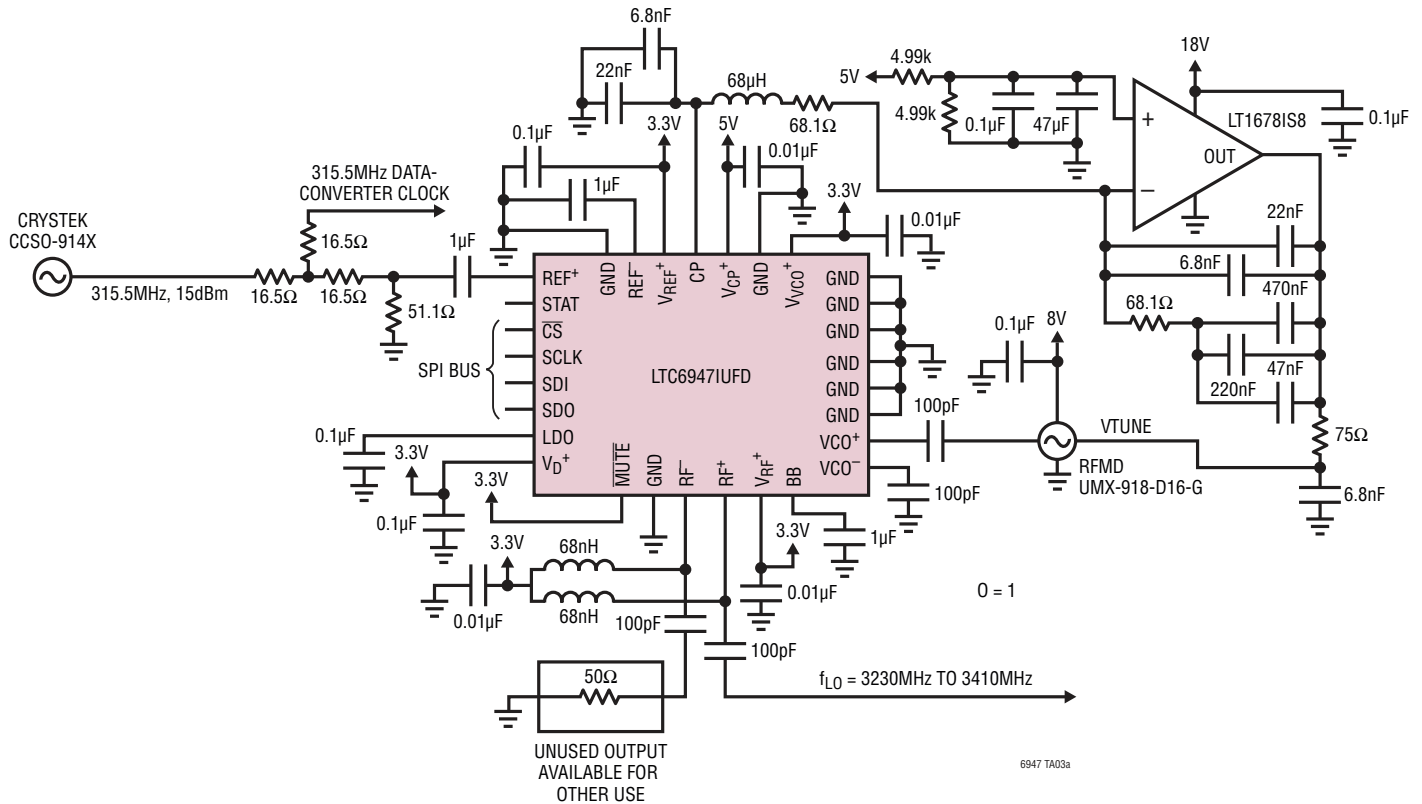 6.8nF
22nF
68µH
68.1Ω
5V
4.99k
4.99k
0.1µF
47µF
18V
LT1678IS8
OUT
+
−
0.1µF
0.1µF
3.3V
5V
0.01µF
1µF
3.3V
0.01µF
315.5MHz DATA-
CONVERTER CLOCK
CRYSTEK
CCSO-914X
16.5Ω
1µF
315.5MHz, 15dBm
16.5Ω
16.5Ω
51.1Ω
22nF
6.8nF
470nF
68.1Ω
47nF
220nF
75Ω
6.8nF
REF+
STAT
CS
SCLK
SDI
SDO
LDO
VD+
SPI BUS
GND
REF−
VREF+
CP
VCP+
GND
VVCO+
GND
GND
GND
GND
GND
GND
VCO+
VCO−
LTC6947IUFD
MUTE
GND
RF−
RF+
VRF+
BB
0.1µF
8V
100pF
VTUNE
RFMD
UMX-918-D16-G
100pF
0.1µF
3.3V
3.3V
0.1µF
3.3V
68nH
68nH
0.01µF
100pF
100pF
3.3V
0.01µF
1µF
O = 1
50Ω
fLO = 3230MHz TO 3410MHz
UNUSED OUTPUT
AVAILABLE FOR
OTHER USE
6947 TA03a